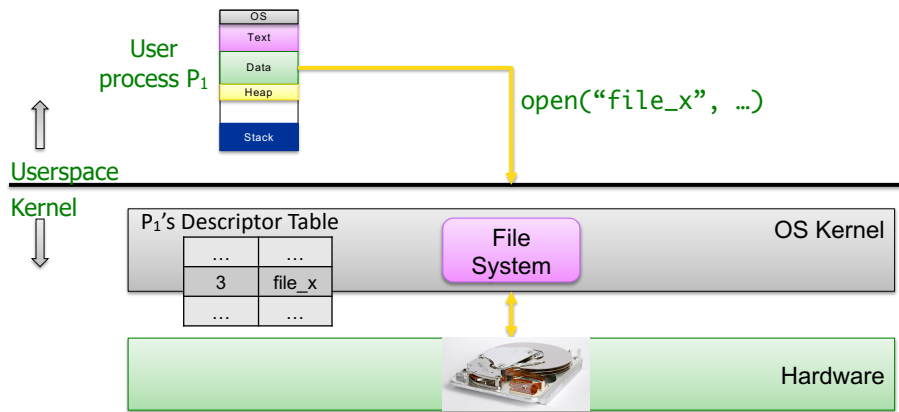 OS
Text
Data
Heap
Stack
User
process P₁
open(“file_x”, …)
Userspace
Kernel
P₁’s Descriptor Table
… …
3 file_x
… …
File
System
OS Kernel
Hardware